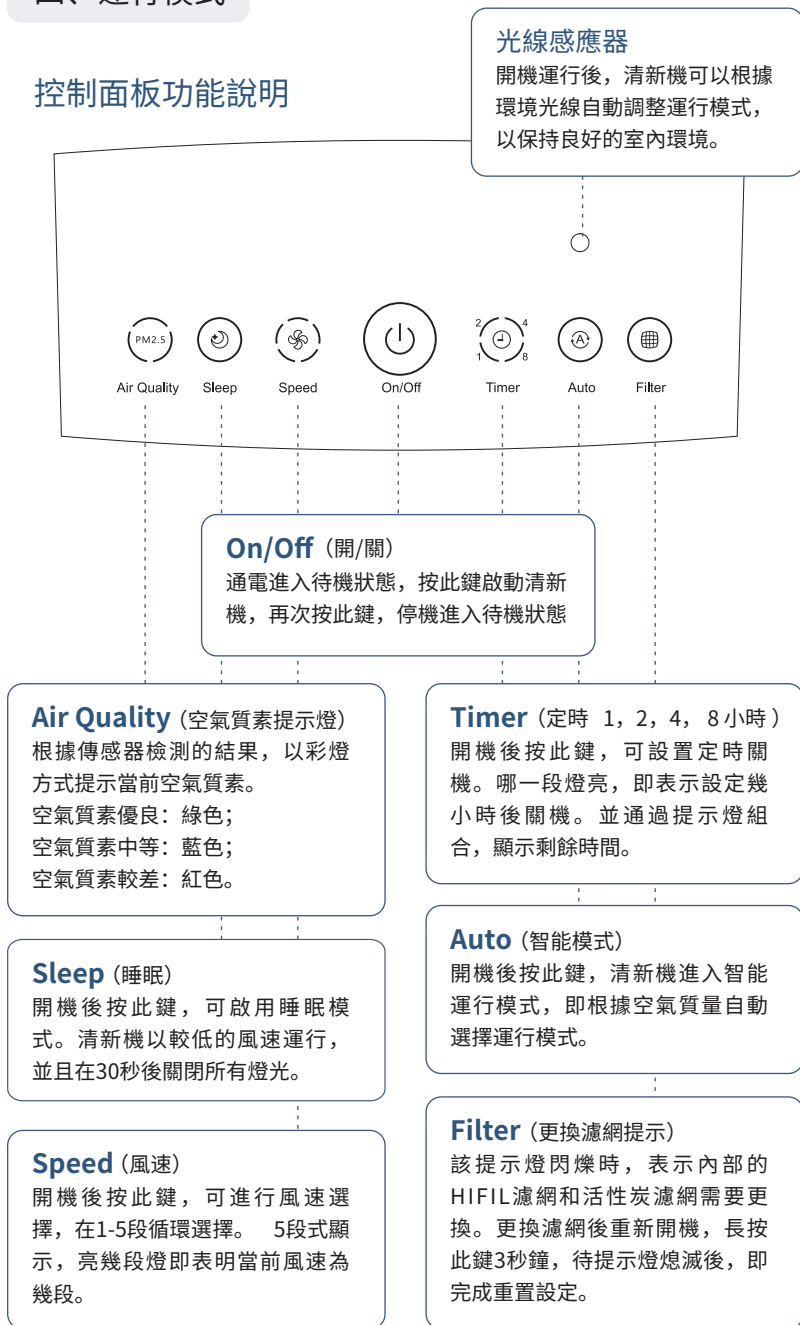 四、運行模式
控制面板功能說明
光線感應器
開機運行後，清新機可以根據
環境光線自動調整運行模式，
以保持良好的室內環境。
PM2.5
2
4
1
8
A
Air Quality
Sleep
Speed
On/Off
Timer
Auto
Filter
On/Off（開/關）
通電進入待機狀態，按此鍵啟動清新
機，再次按此鍵，停機進入待機狀態
Air Quality（空氣質素提示燈）
根據傳感器檢測的結果，以彩燈
方式提示當前空氣質素。
空氣質素優良：綠色；
空氣質素中等：藍色；
空氣質素較差：紅色。
Sleep（睡眠）
開機後按此鍵，可啟用睡眠模
式。清新機以較低的風速運行，
並且在30秒後關閉所有燈光。
Speed（風速）
開機後按此鍵，可進行風速選
擇，在1-5段循環選擇。 5段式顯
示，亮幾段燈即表明當前風速為
幾段。
Timer（定時 1，2，4，8小時）
開機後按此鍵，可設置定時關
機。哪一段燈亮，即表示設定幾
小時後關機。並通過提示燈組
合，顯示剩餘時間。
Auto（智能模式）
開機後按此鍵，清新機進入智能
運行模式，即根據空氣質量自動
選擇運行模式。
Filter（更換濾網提示）
該提示燈閃爍時，表示內部的
HIFIL濾網和活性炭濾網需要更
換。更換濾網後重新開機，長按
此鍵3秒鐘，待提示燈熄滅後，即
完成重置設定。